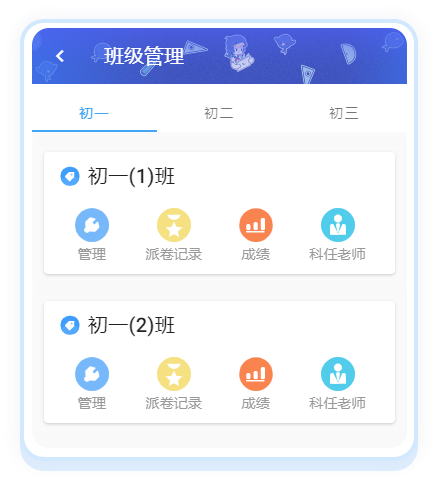 班级管理
初一 初二 初三
初一(1)班
管理 派卷记录 成绩 科任老师
初一(2)班
管理 派卷记录 成绩 科任老师